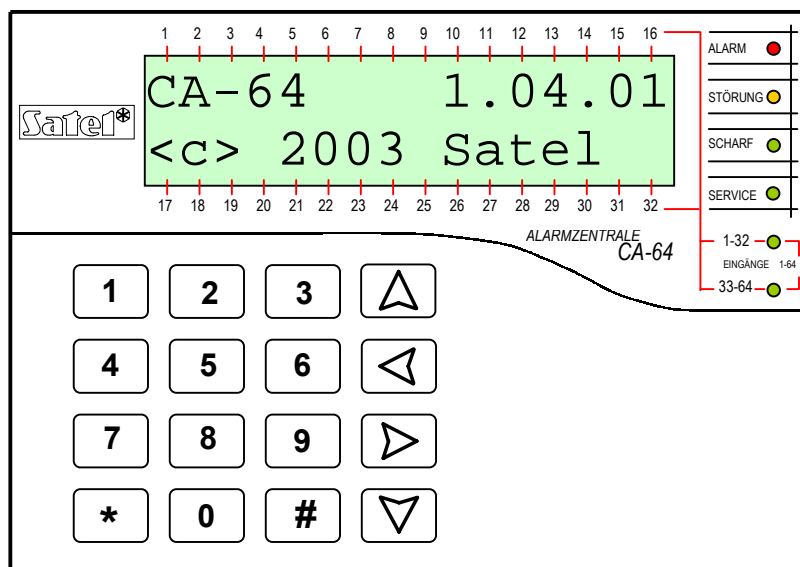 1 2 3 4 5 6 7 8 9 10 11 12 13 14 15 16
CA-64 1.04.01
<c> 2003 Satel
17 18 19 20 21 22 23 24 25 26 27 28 29 30 31 32
Satel
ALARM
STÖRUNG
SCHARF
SERVICE
1-32
EINGÄNGE 1-64
33-64
ALARMZENTRALE
CA-64
1 2 3
4 5 6
7 8 9
* 0 #